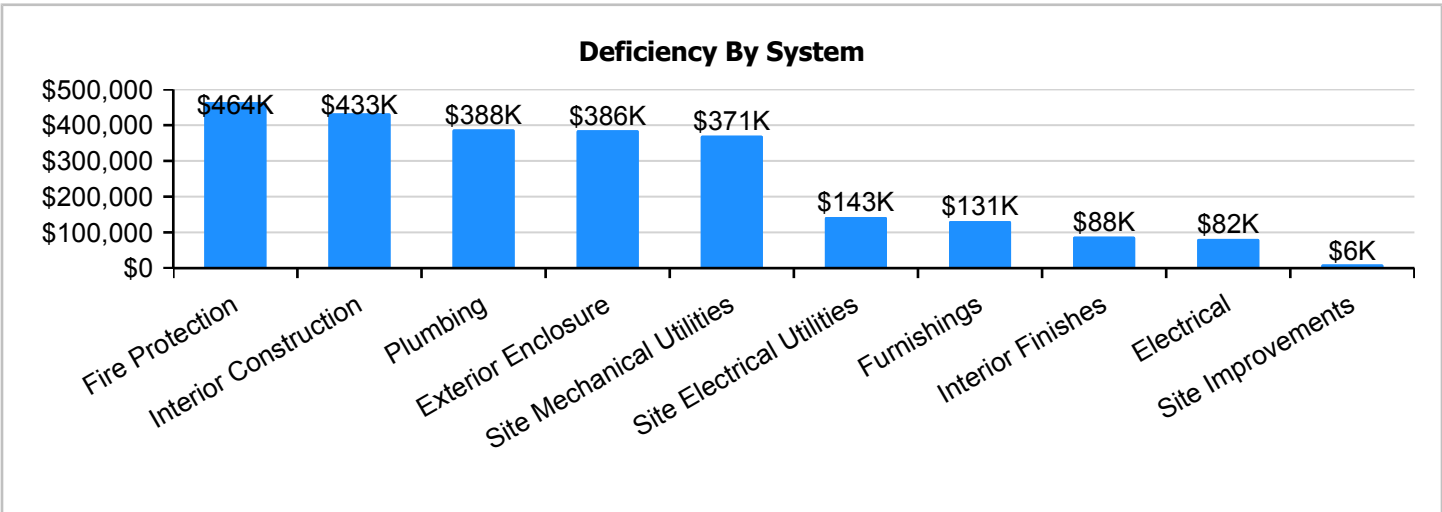 Deficiency By System
$500,000
$400,000
$300,000
$200,000
$100,000
$0
$464K
$433K
$388K
$386K
$371K
$143K
$131K
$88K
$82K
$6K
Fire Protection
Interior Construction
Plumbing
Exterior Enclosure
Site Mechanical Utilities
Site Electrical Utilities
Furnishings
Interior Finishes
Electrical
Site Improvements